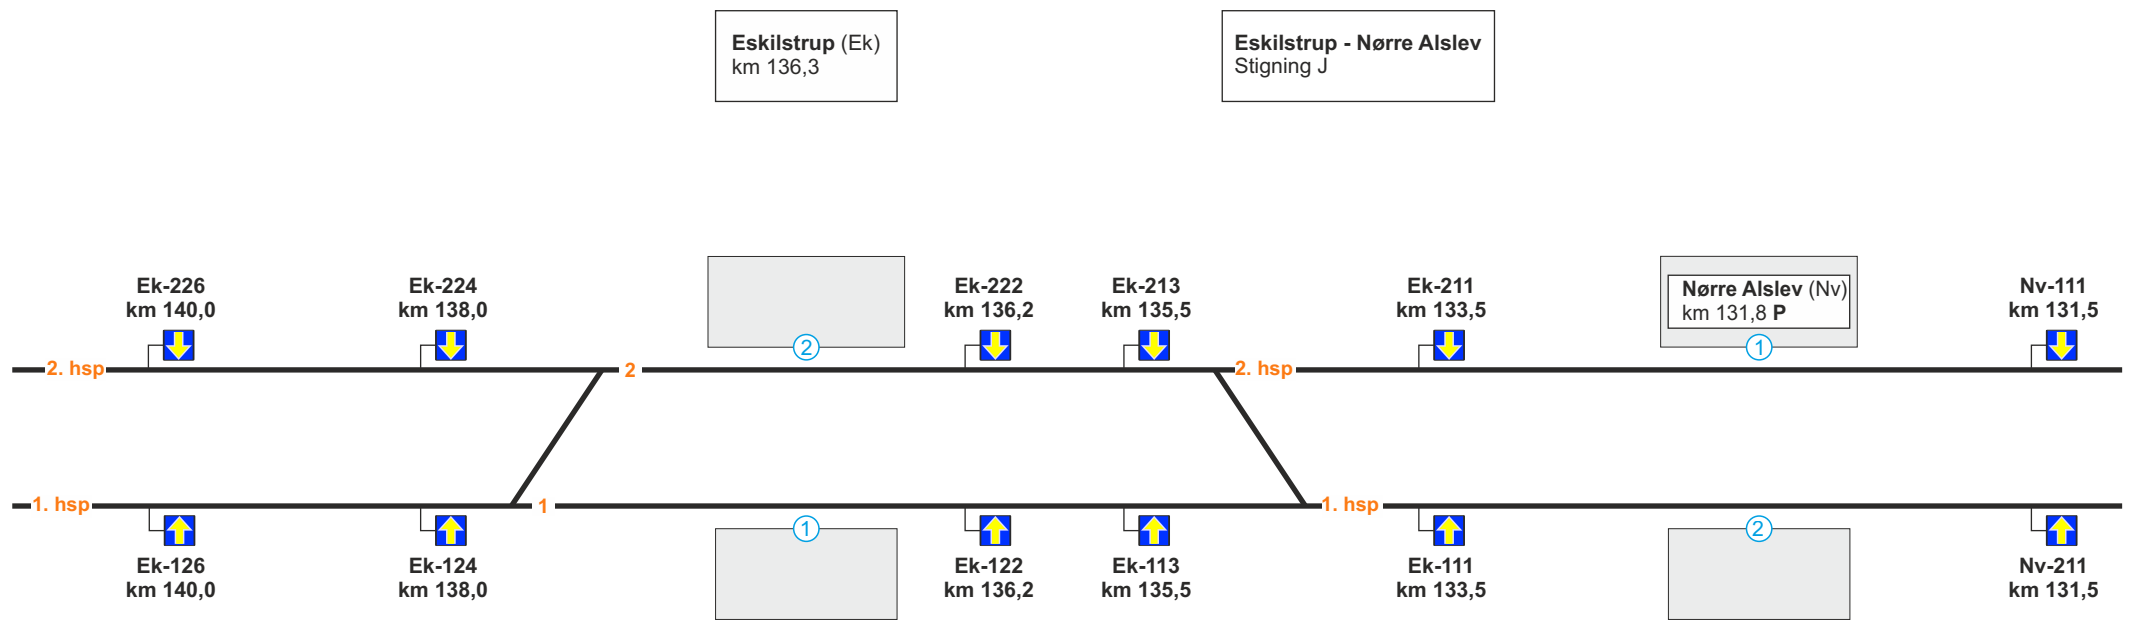 Eskilstrup (Ek)
km 136,3
Eskilstrup - Nørre Alslev
Stigning J
Ek-226
km 140,0
Ek-224
km 138,0
Ek-222
km 136,2
Ek-213
km 135,5
Ek-211
km 133,5
Nørre Alslev (Nv)
km 131,8 P
Nv-111
km 131,5
2
1
2. hsp
2
2. hsp
1. hsp
1
1. hsp
1
2
Ek-126
km 140,0
Ek-124
km 138,0
Ek-122
km 136,2
Ek-113
km 135,5
Ek-111
km 133,5
Nv-211
km 131,5